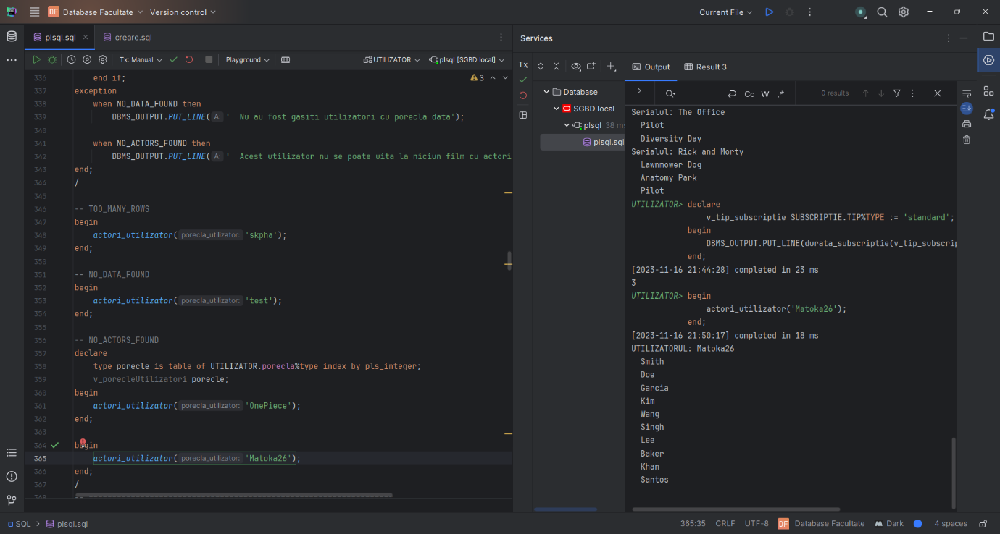 DF Database Facultate Version control Current File
plsql.sql creare.sql
Services
Tx: Manual Playground UTILIZATOR plsql [SGBD local]
Tx Output Result 3
Cc W .* 0 results
Database
SGBD local
plsql 38 ms
plsql.sql
3
336 end if;
337 exception
338 when NO_DATA_FOUND then
339 DBMS_OUTPUT.PUT_LINE( A: '  Nu au fost gasiti utilizatori cu porecla data');
340
341 when NO_ACTORS_FOUND then
342 DBMS_OUTPUT.PUT_LINE( A: '  Acest utilizator nu se poate uita la niciun film cu actori
343 end;
344 /
345
346 -- TOO_MANY_ROWS
347 begin
348 actori_utilizator( porecla_utilizator: 'skpha');
349 end;
350
351 -- NO_DATA_FOUND
352 begin
353 actori_utilizator( porecla_utilizator: 'test');
354 end;
355
356 -- NO_ACTORS_FOUND
357 declare
358 type porecle is table of UTILIZATOR.porecla%type index by pls_integer;
359 v_porecleUtilizatori porecle;
360 begin
361 actori_utilizator( porecla_utilizator: 'OnePiece');
362 end;
363
364 begin
365 actori_utilizator( porecla_utilizator: 'Matoka26');
366 end;
367 /
368
Serialul: The Office
Pilot
Diversity Day
Serialul: Rick and Morty
Lawnmower Dog
Anatomy Park
Pilot
UTILIZATOR> declare
v_tip_subscriptie SUBSCRIPTIE.TIP%TYPE := 'standard';
begin
DBMS_OUTPUT.PUT_LINE(durata_subscriptie(v_tip_subscrip
end;
[2023-11-16 21:44:28] completed in 23 ms
3
UTILIZATOR> begin
actori_utilizator('Matoka26');
end;
[2023-11-16 21:50:17] completed in 18 ms
UTILIZATORUL: Matoka26
Smith
Doe
Garcia
Kim
Wang
Singh
Lee
Baker
Khan
Santos
SQL > plsql.sql 365:35 CRLF UTF-8 DF Database Facultate Dark 4 spaces